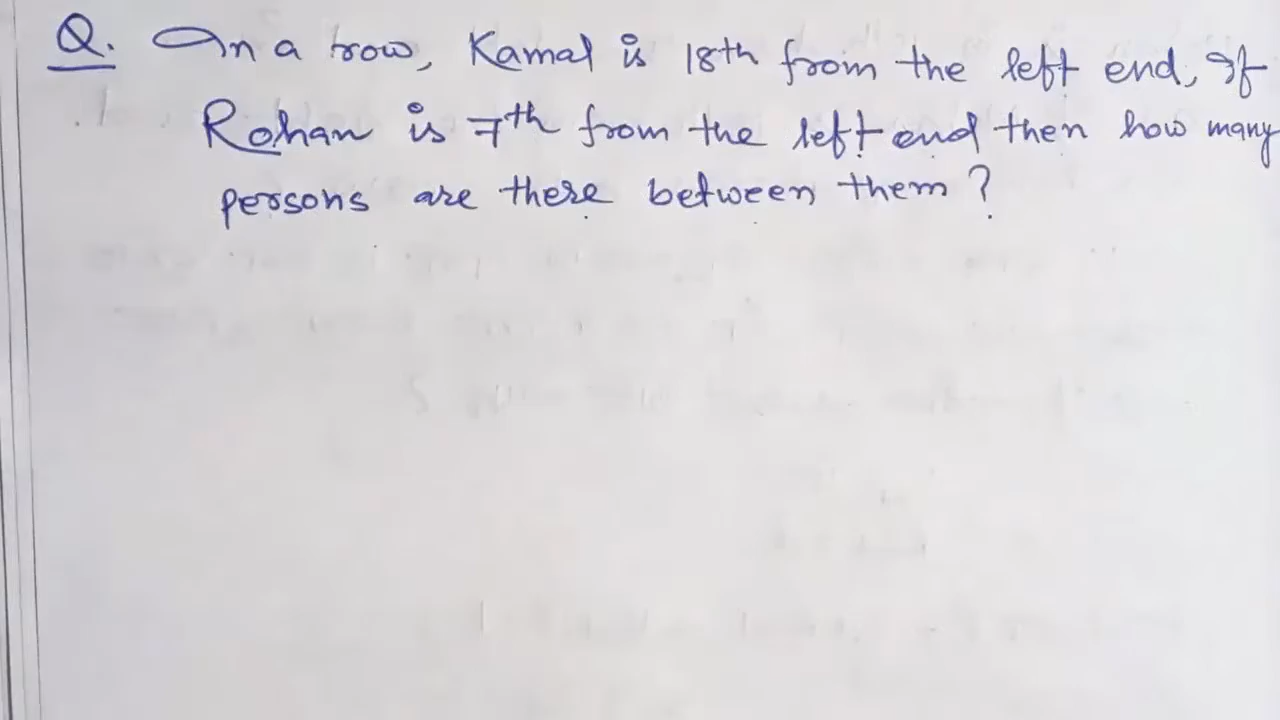 Q. In a row, Kamal is 18th from the left end, If
Rohan is 7th from the left end then how many
persons are there between them?